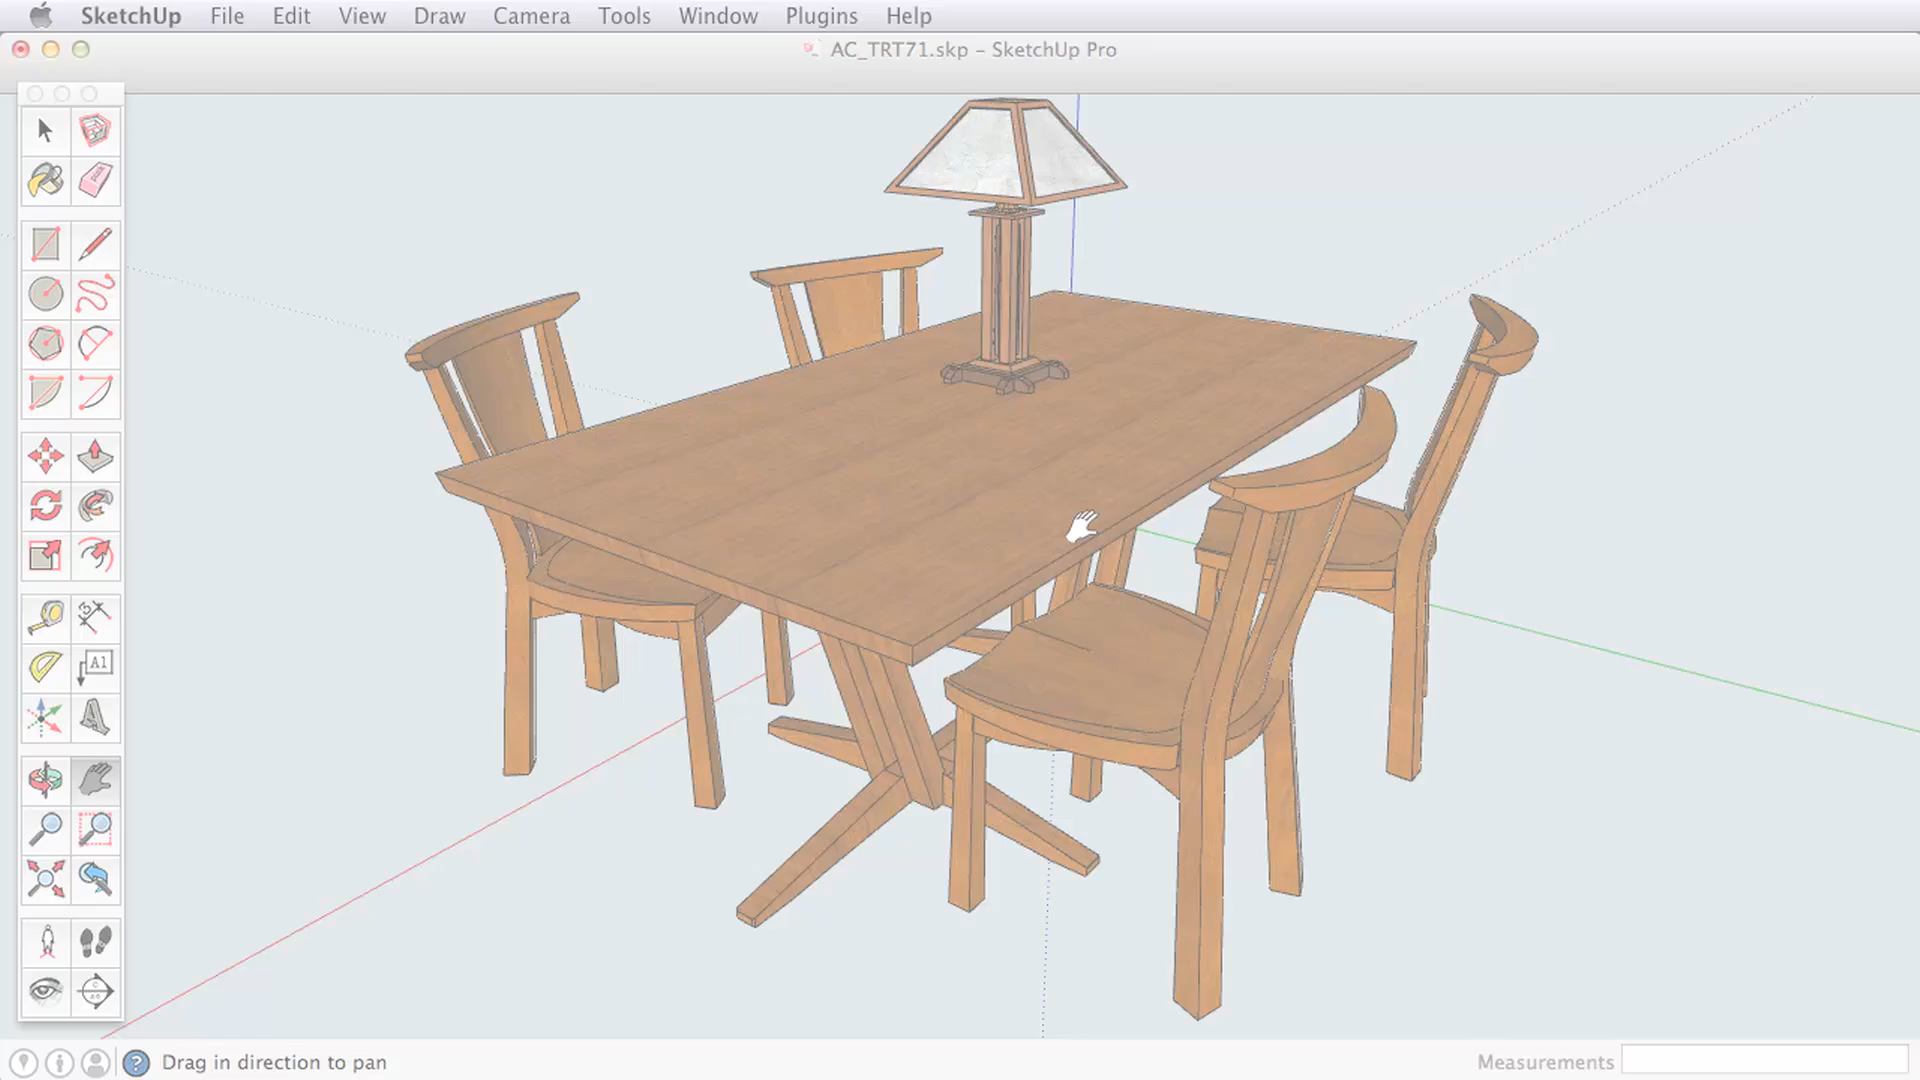 SketchUp File Edit View Draw Camera Tools Window Plugins Help
AC_TRT71.skp – SketchUp Pro
A1
Drag in direction to pan
Measurements